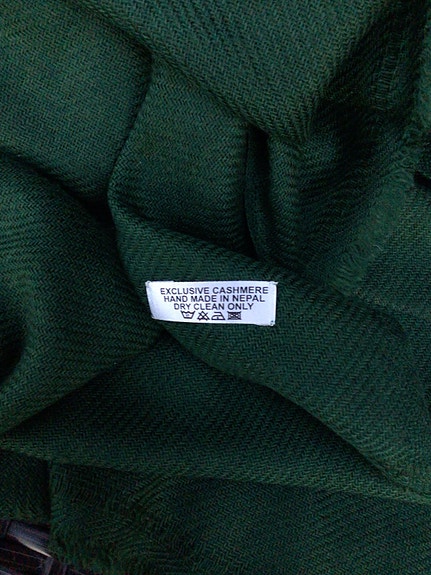 EXCLUSIVE CASHMERE
HAND MADE IN NEPAL
DRY CLEAN ONLY